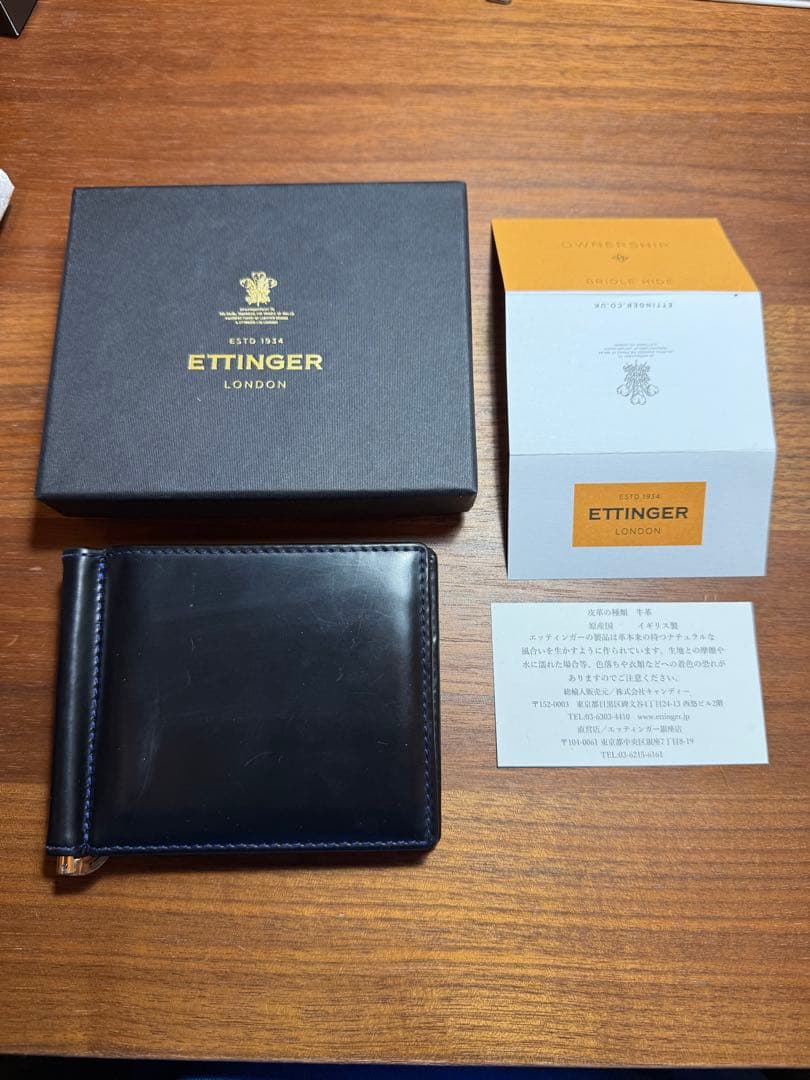 ESTD 1934
ETTINGER
LONDON
OWNERSHIP
BRIDLE HIDE
ETTINGER.CO.UK
ESTD 1934
ETTINGER
LONDON
皮革の種類 牛革
原産国 イギリス製
エッティンガーの製品は革本来の持つナチュラルな
風合いを生かすように作られています。生地との摩擦や
水に濡れた場合等、色落ちや衣類などへの着色の恐れが
ありますのでご注意ください。
総輸入販売元/株式会社キャンディー
〒152-0003 東京都目黒区碑文谷4丁目24-13 西悠ビル2階
TEL:03-6303-4410 www.ettinger.jp
直営店/エッティンガー銀座店
〒104-0061 東京都中央区銀座7丁目8-19
TEL:03-6215-6161